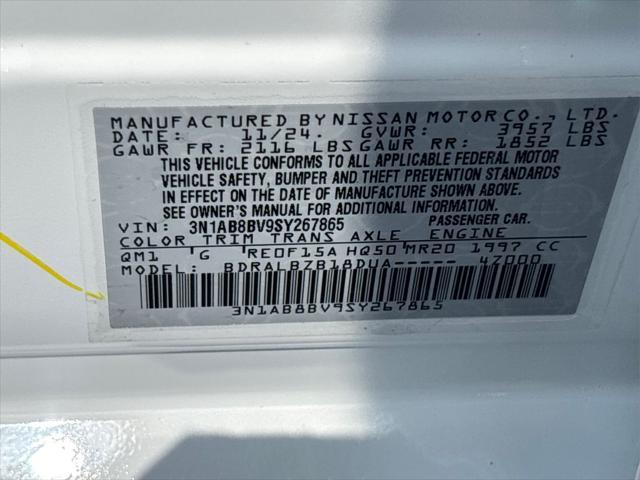 MANUFACTURED BY NISSAN MOTOR CO., LTD.
DATE: 11/24. GVWR: 3957 LBS
GAWR FR: 2116 LBS GAWR RR: 1852 LBS
THIS VEHICLE CONFORMS TO ALL APPLICABLE FEDERAL MOTOR
VEHICLE SAFETY, BUMPER AND THEFT PREVENTION STANDARDS
IN EFFECT ON THE DATE OF MANUFACTURE SHOWN ABOVE.
SEE OWNER'S MANUAL FOR ADDITIONAL INFORMATION.
VIN: 3N1AB8BV9SY267865 PASSENGER CAR.
COLOR TRIM TRANS AXLE ENGINE
QM1 G RE0F15A HQ50 MR20 1997 CC
MODEL: BDRALBZB18DUA----- 47000
3N1AB8BV9SY267865